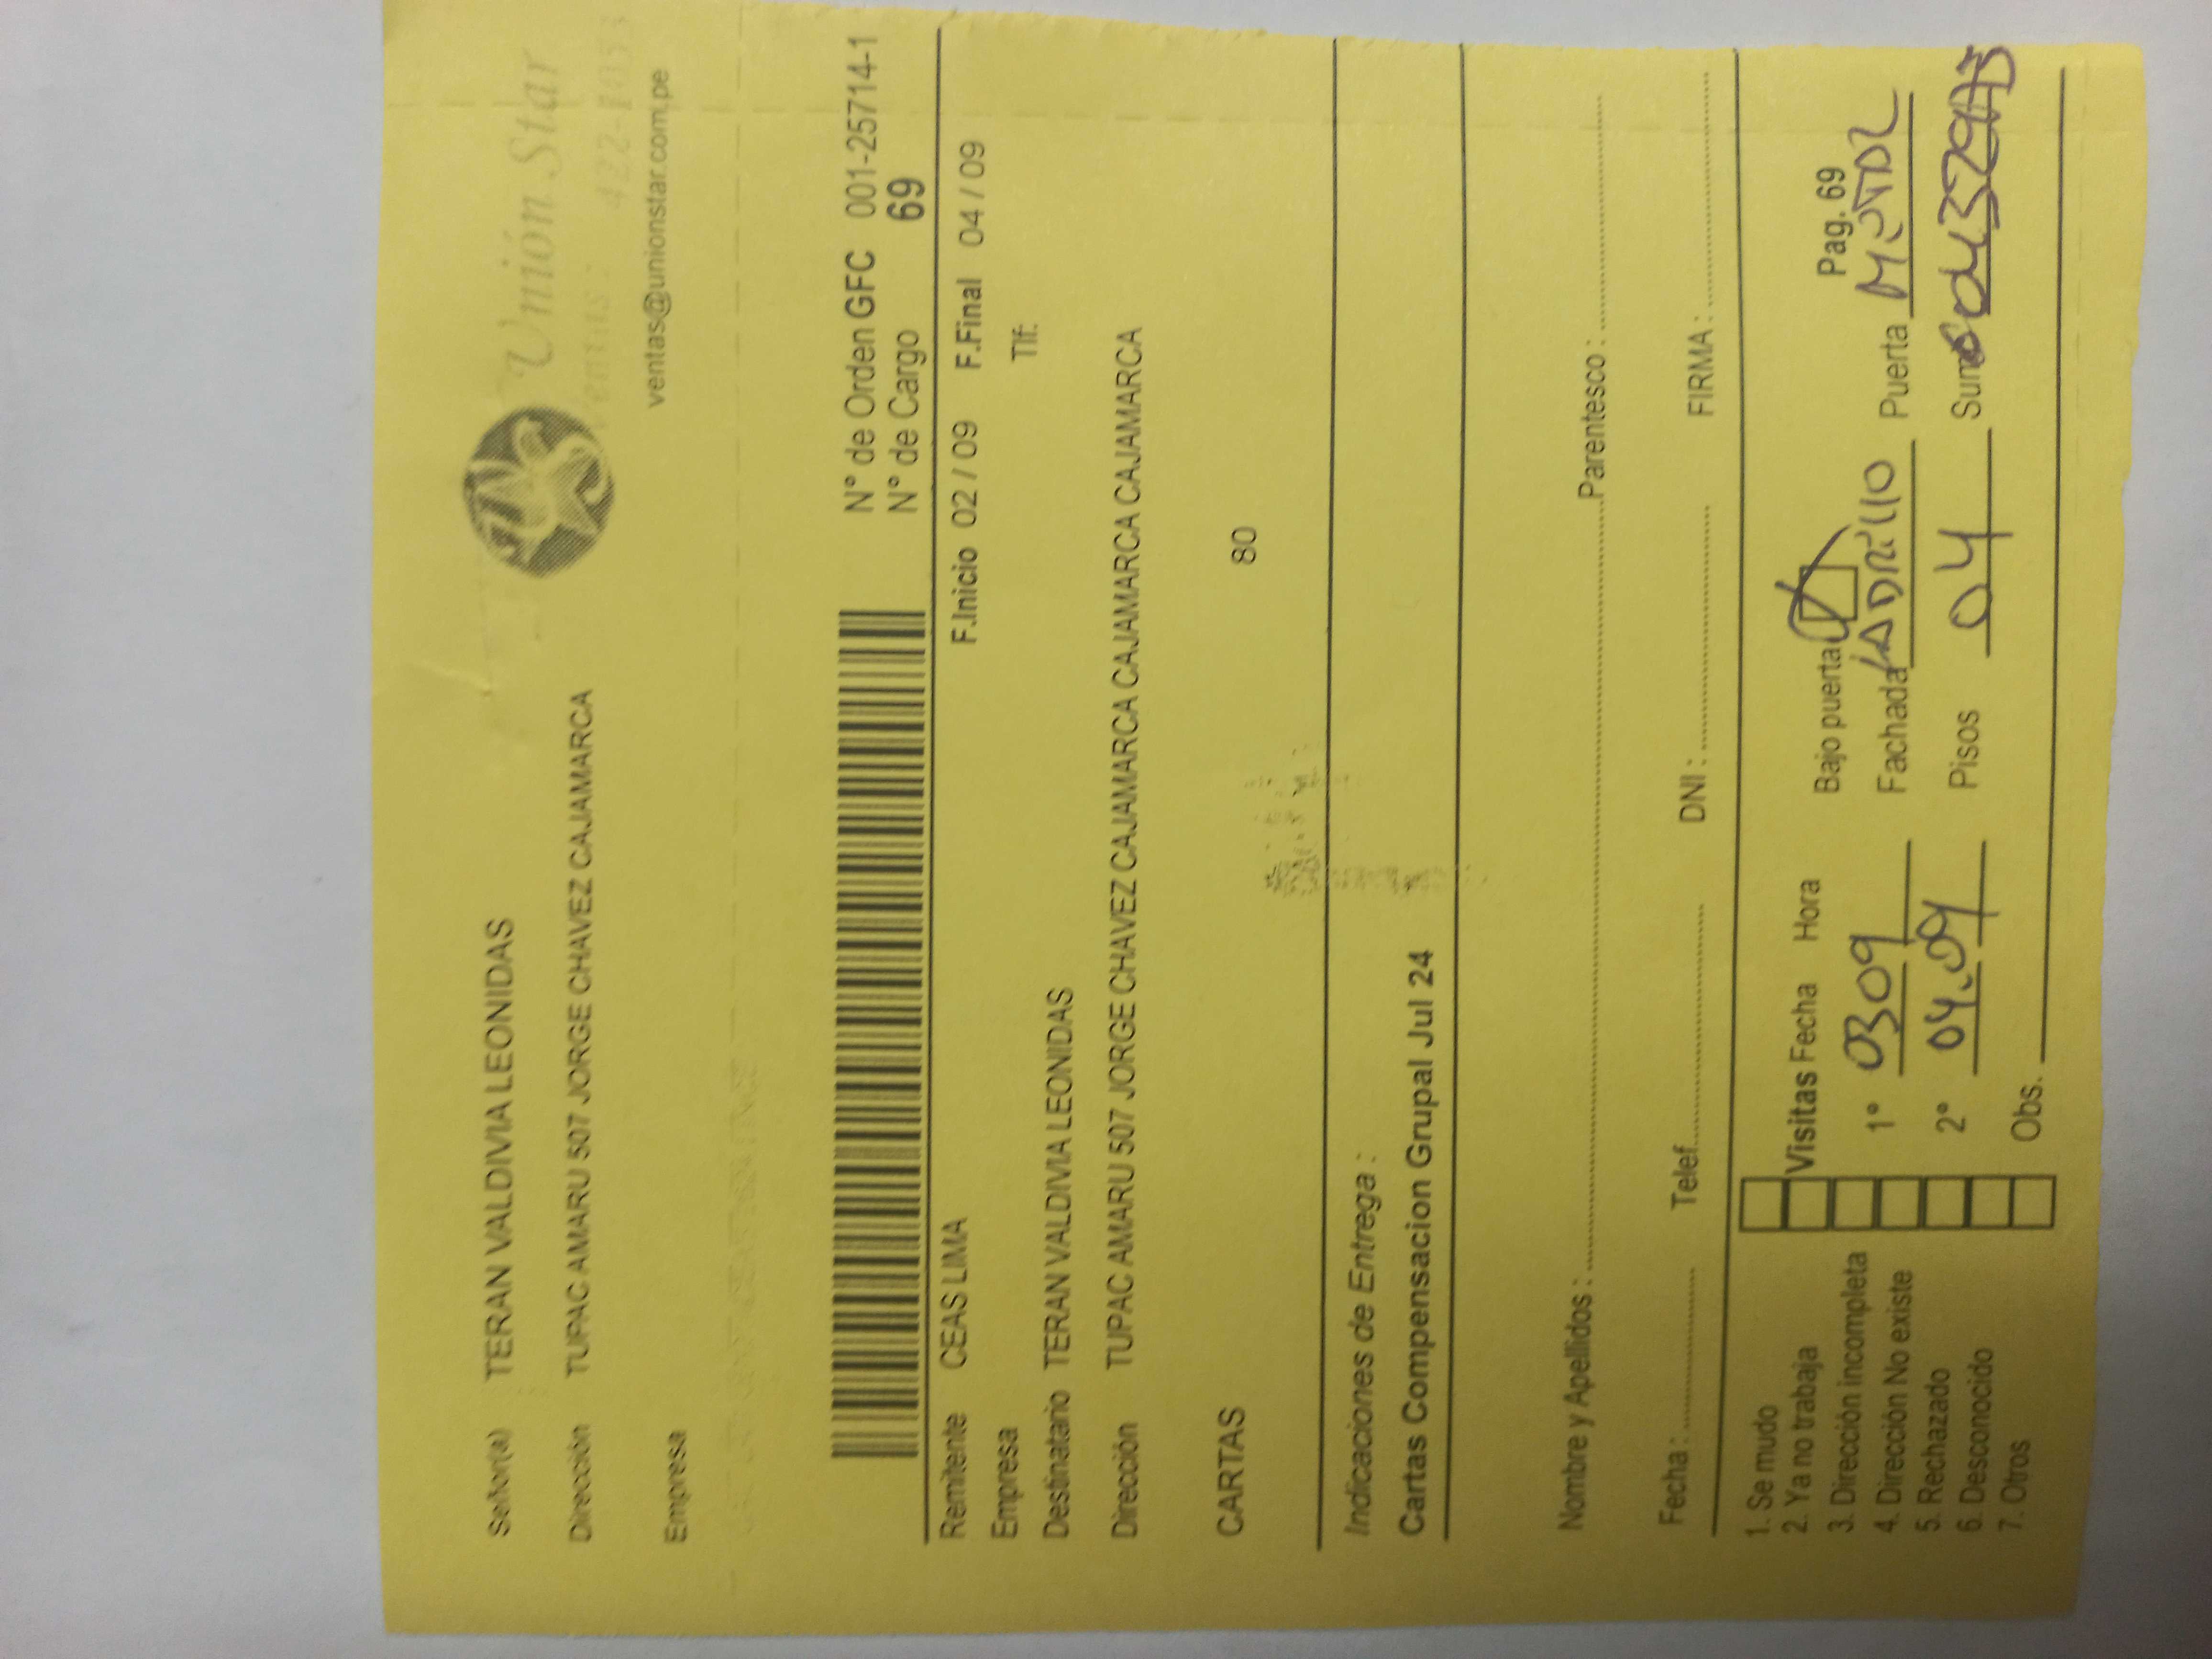 Señor(a) TERAN VALDIVIA LEONIDAS
Unión Star
Ventas: 422-1053
Dirección TUPAC AMARU 507 JORGE CHAVEZ CAJAMARCA
ventas@unionstar.com.pe
Empresa
N° de Orden GFC 001-25714-1
N° de Cargo 69
Remitente CEAS LIMA F.Inicio 02 / 09 F.Final 04 / 09
Empresa Tlf:
Destinatario TERAN VALDIVIA LEONIDAS
Dirección TUPAC AMARU 507 JORGE CHAVEZ CAJAMARCA CAJAMARCA CAJAMARCA CAJAMARCA
CARTAS 80
Indicaciones de Entrega :
Cartas Compensacion Grupal Jul 24
Nombre y Apellidos : Parentesco :
Fecha : Telef. DNI : FIRMA :
1. Se mudo
2. Ya no trabaja
3. Dirección incompleta
4. Dirección No existe
5. Rechazado
6. Desconocido
7. Otros
Visitas Fecha Hora Bajo puerta Pag. 69
1° 0309 Fachada LADRILLO Puerta
2° 04.09 Pisos 04
Obs.